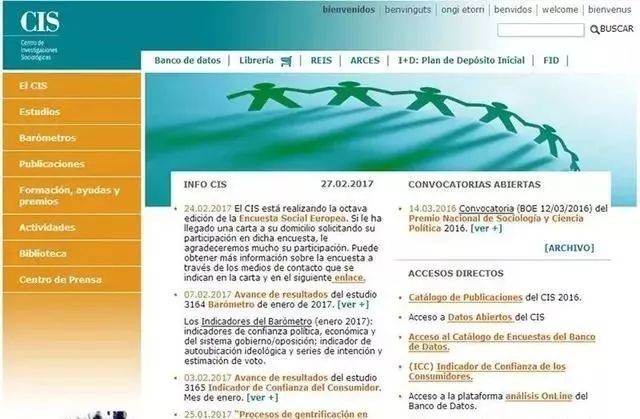 CIS
Centro de
Investigaciones
Sociológicas
bienvenidos | benvinguts | ongi etorri | benvidos | welcome | bienvenus
BUSCAR
Banco de datos | Librería | REIS | ARCES | I+D: Plan de Depósito Inicial | FID |
El CIS
Estudios
Barómetros
Publicaciones
Formación, ayudas y
premios
Actividades
Biblioteca
Centro de Prensa
INFO CIS 27.02.2017
• 24.02.2017 El CIS está realizando la octava
edición de la Encuesta Social Europea. Si le ha
llegado una carta a su domicilio solicitando su
participación en dicha encuesta, le
agradeceremos mucho su participación. Puede
obtener más información sobre la encuesta a
través de los medios de contacto que se
indican en la carta y en el siguiente enlace.
• 07.02.2017 Avance de resultados del estudio
3164 Barómetro de enero de 2017. [ver +]
Los Indicadores del Barómetro (enero 2017):
indicadores de confianza política, económica y
del sistema gobierno/oposición; indicador de
autoubicación ideológica y series de intención y
estimación de voto.
• 03.02.2017 Avance de resultados del estudio
3165 Indicador de Confianza del Consumidor.
Mes de enero. [ver +]
• 25.01.2017 "Procesos de gentrificación en
CONVOCATORIAS ABIERTAS
• 14.03.2016 Convocatoria (BOE 12/03/2016) del
Premio Nacional de Sociología y Ciencia
Política 2016. [ver +]
[ARCHIVO]
ACCESOS DIRECTOS
• Catálogo de Publicaciones del CIS 2016.
• Acceso a Datos Abiertos del CIS
• Acceso al Catálogo de Encuestas del Banco
de Datos.
• (ICC) Indicador de Confianza de los
Consumidores.
• Acceso a la plataforma análisis OnLine del
Banco de Datos.